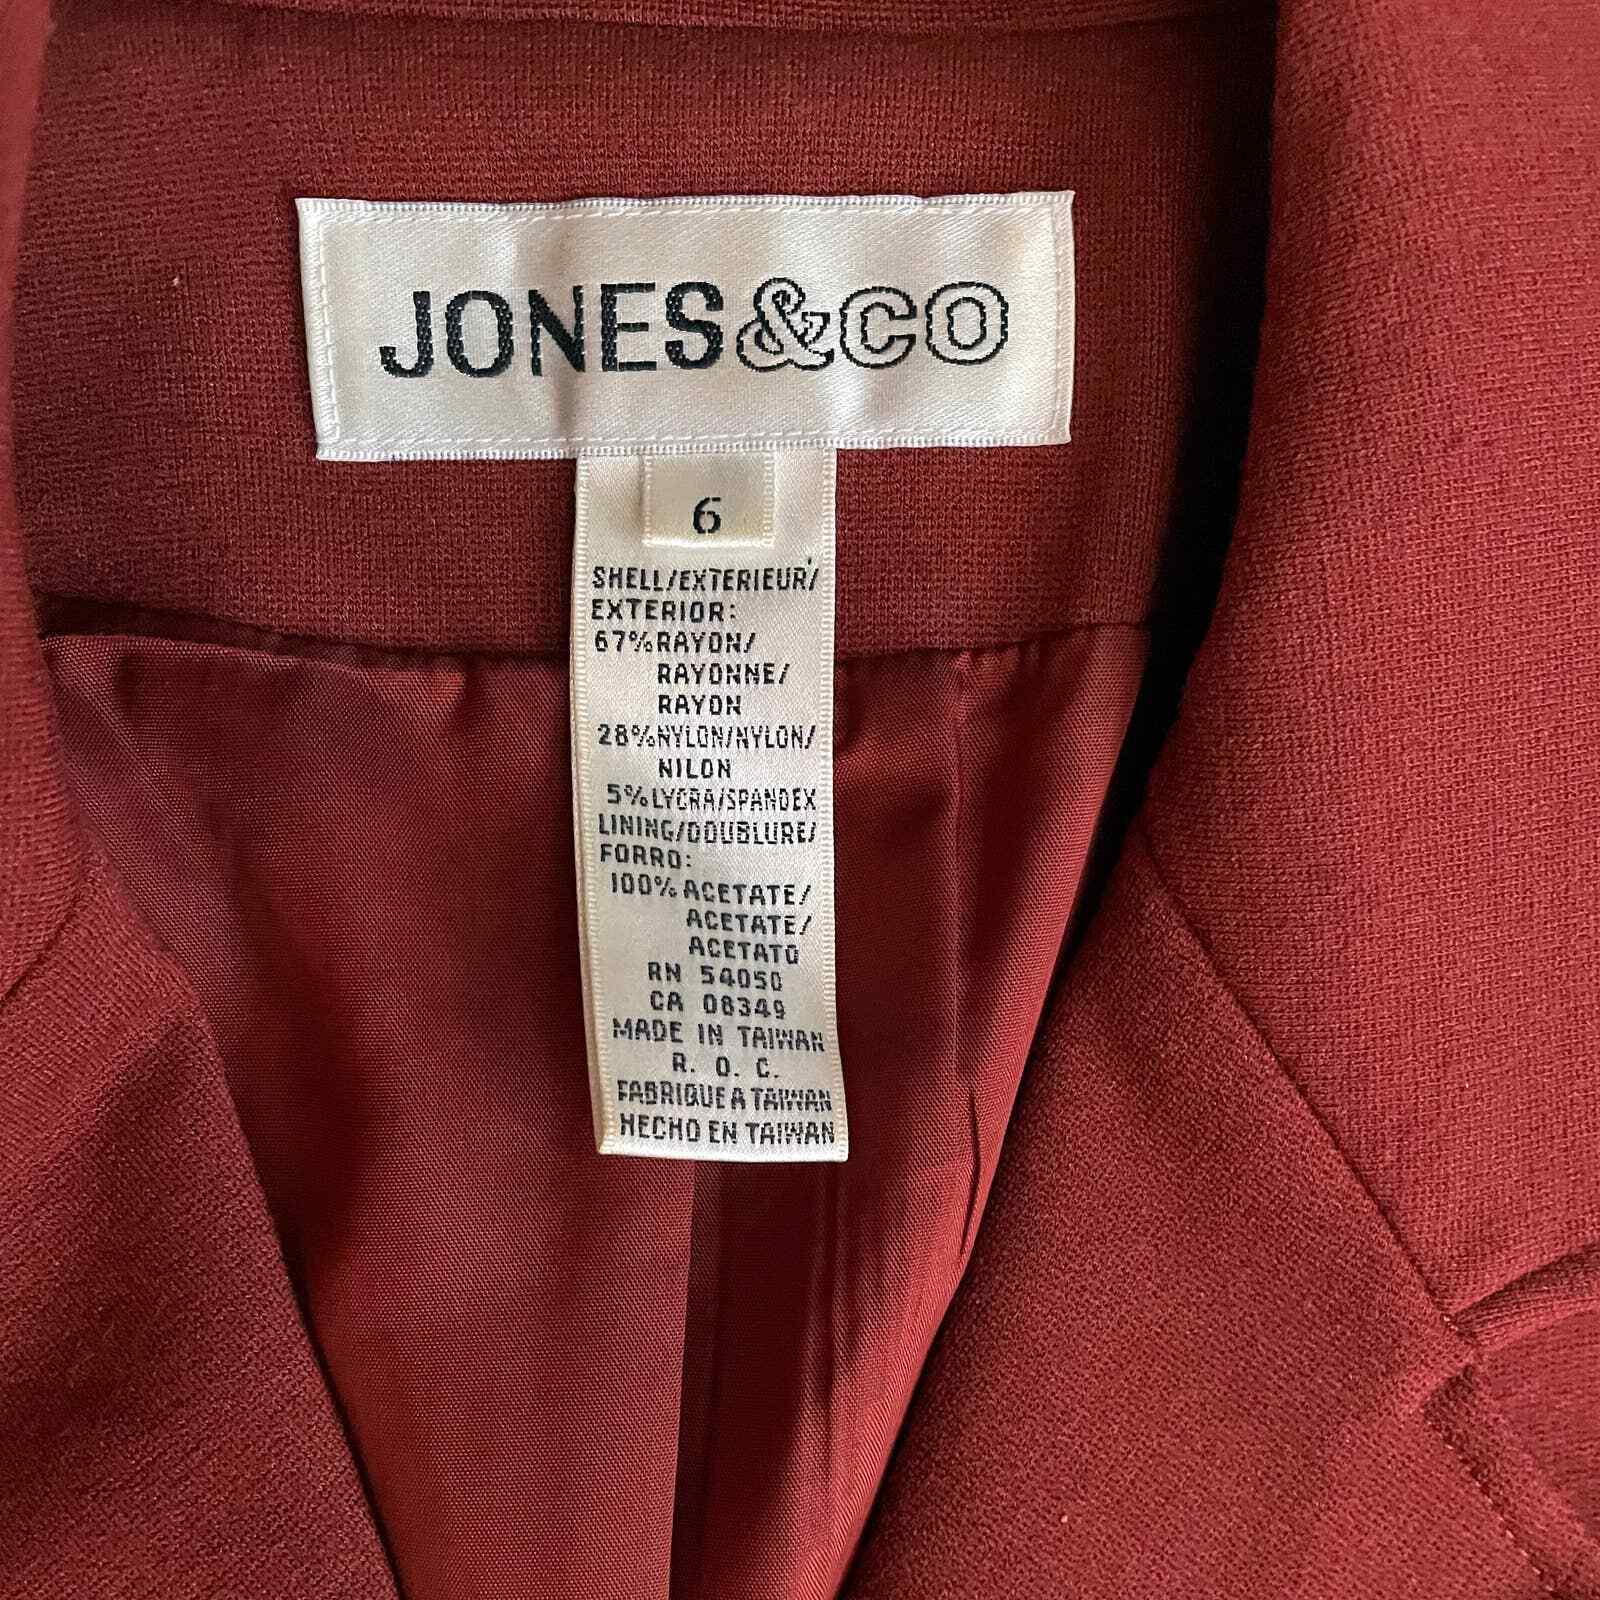 JONES&CO
6
SHELL/EXTERIEUR/
EXTERIOR:
67% RAYON/
RAYONNE/
RAYON
28% NYLON/NYLON/
NILON
5% LYCRA/SPANDEX
LINING/DOUBLURE/
FORRO:
100% ACETATE/
ACETATE/
ACETATO
RN 54050
CA 08349
MADE IN TAIWAN
R. O. C.
FABRIQUE A TAIWAN
HECHO EN TAIWAN